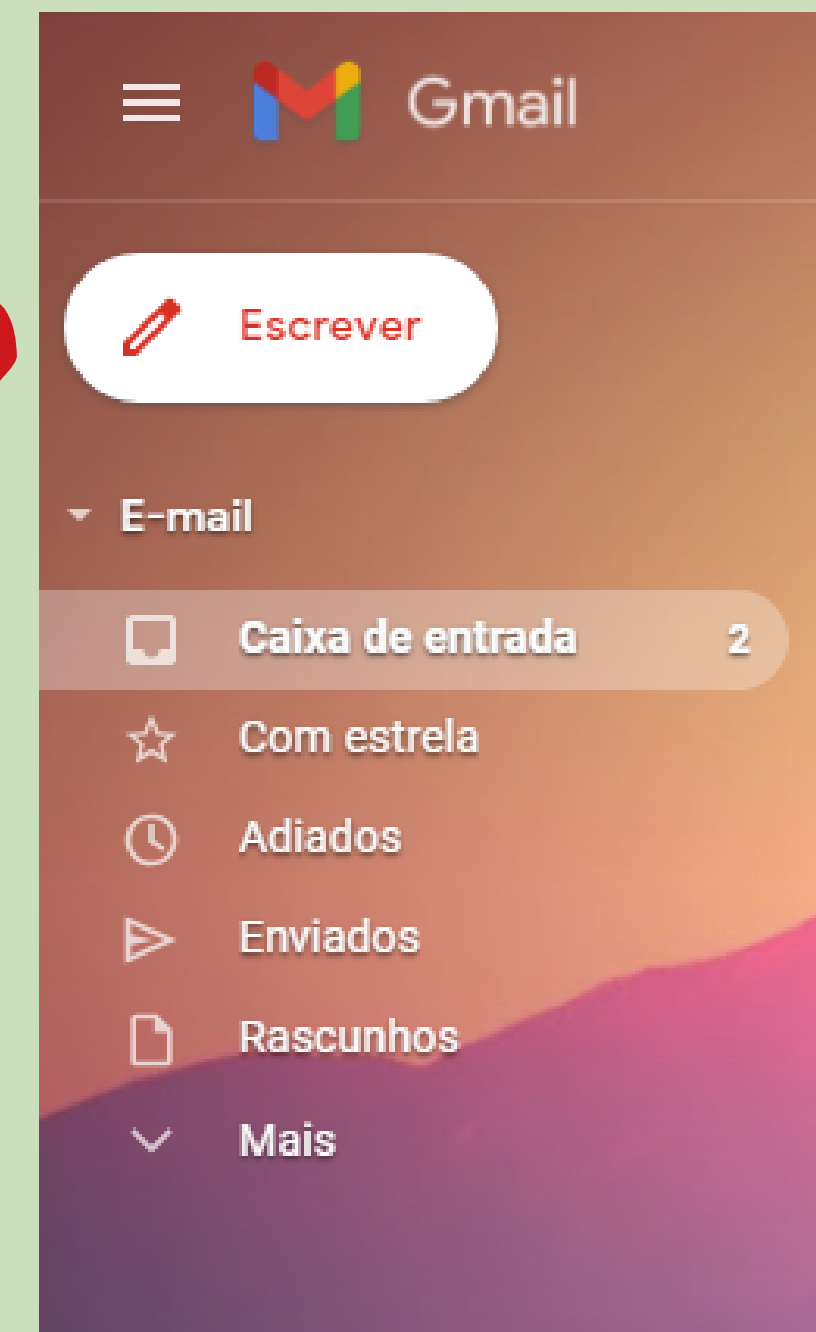 Gmail
Escrever
E-mail
Caixa de entrada 2
Com estrela
Adiados
Enviados
Rascunhos
Mais